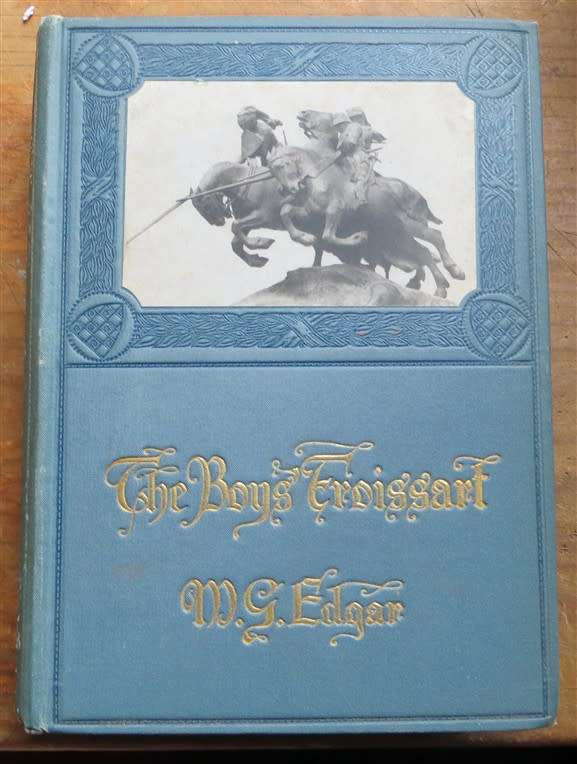 The Boys' Froissart
M. G. Edgar